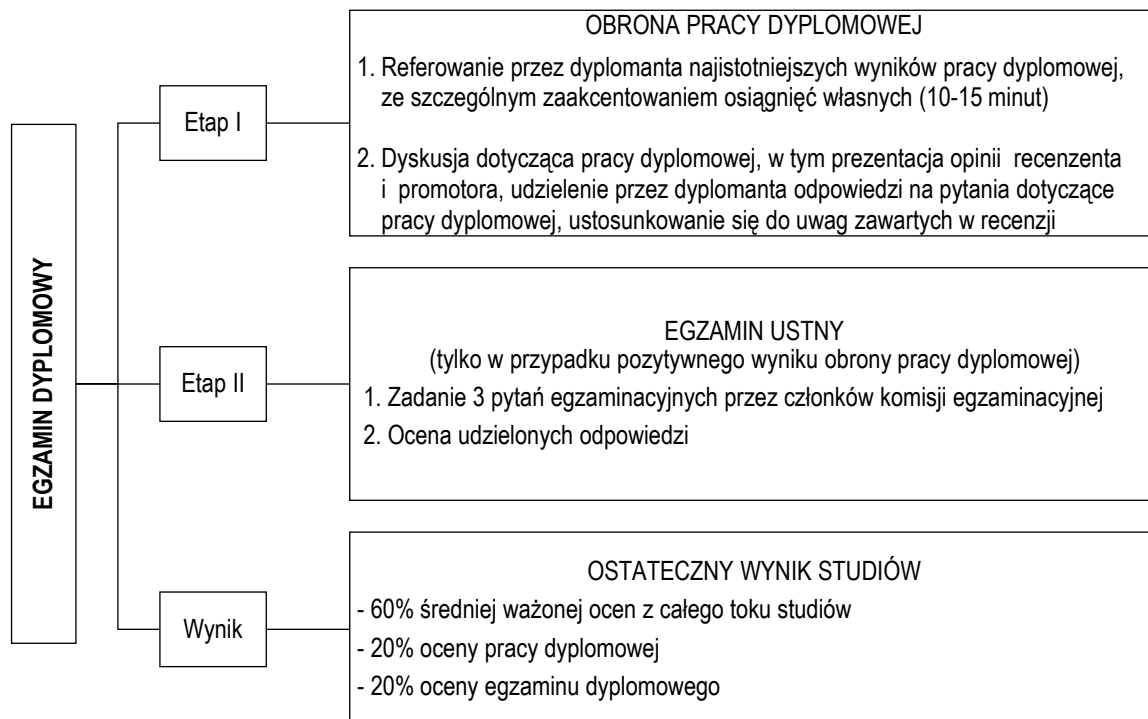 EGZAMIN DYPLOMOWY
Etap I
OBRONA PRACY DYPLOMOWEJ
1. Referowanie przez dyplomanta najistotniejszych wyników pracy dyplomowej,
ze szczególnym zaakcentowaniem osiągnięć własnych (10-15 minut)
2. Dyskusja dotycząca pracy dyplomowej, w tym prezentacja opinii recenzenta
i promotora, udzielenie przez dyplomanta odpowiedzi na pytania dotyczące
pracy dyplomowej, ustosunkowanie się do uwag zawartych w recenzji
Etap II
EGZAMIN USTNY
(tylko w przypadku pozytywnego wyniku obrony pracy dyplomowej)
1. Zadanie 3 pytań egzaminacyjnych przez członków komisji egzaminacyjnej
2. Ocena udzielonych odpowiedzi
Wynik
OSTATECZNY WYNIK STUDIÓW
- 60% średniej ważonej ocen z całego toku studiów
- 20% oceny pracy dyplomowej
- 20% oceny egzaminu dyplomowego